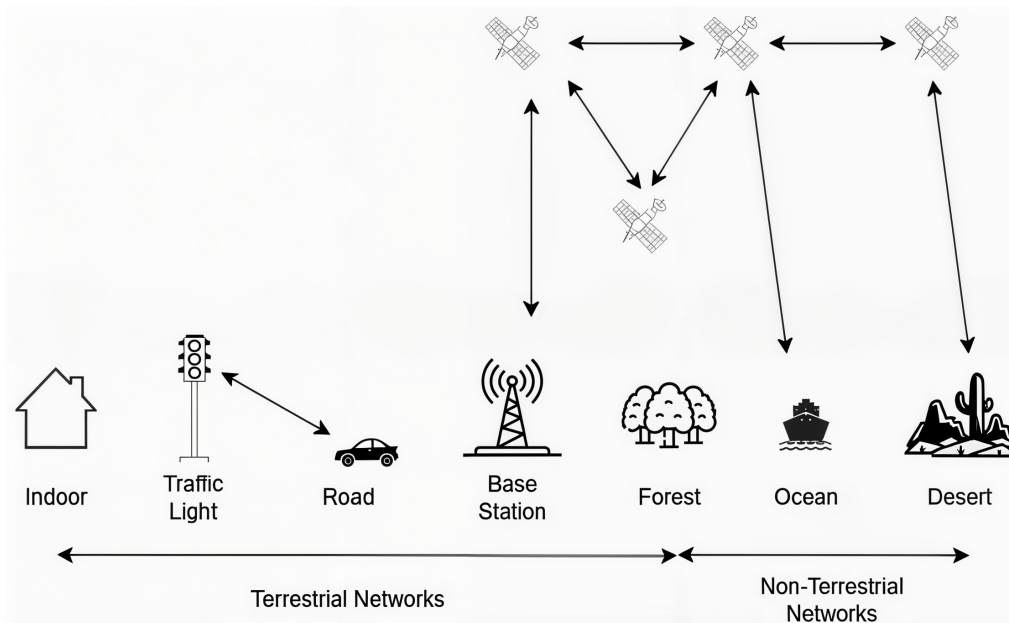 Indoor
Traffic
Light
Road
Base
Station
Forest
Ocean
Desert
Terrestrial Networks
Non-Terrestrial
Networks